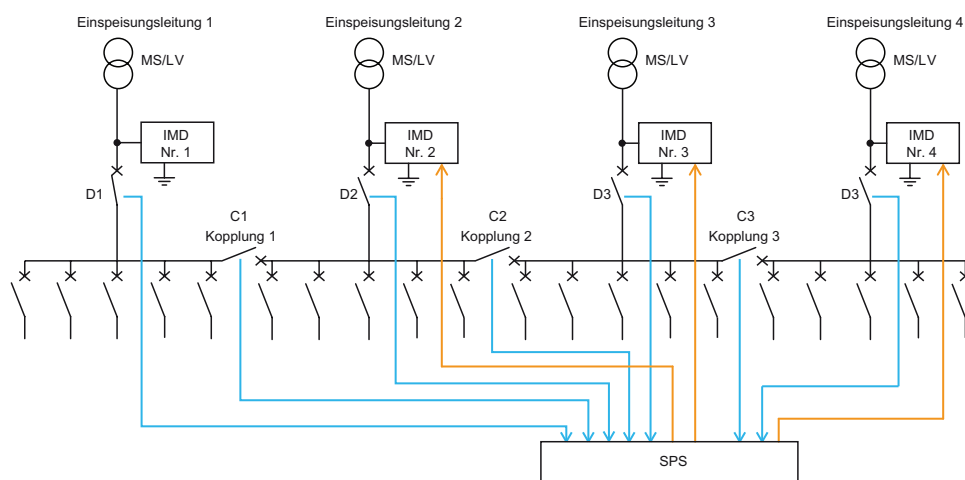 Einspeisungsleitung 1
Einspeisungsleitung 2
Einspeisungsleitung 3
Einspeisungsleitung 4
MS/LV
MS/LV
MS/LV
MS/LV
IMD
Nr. 1
IMD
Nr. 2
IMD
Nr. 3
IMD
Nr. 4
D1
D2
D3
D3
C1
Kopplung 1
C2
Kopplung 2
C3
Kopplung 3
SPS